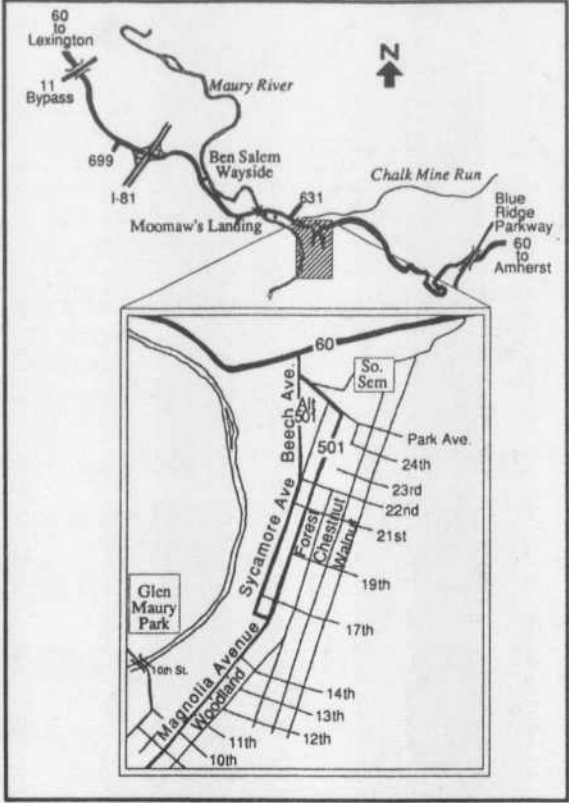 60
to
Lexington
11
Bypass
N
Maury River
699
I-81
Ben Salem
Wayside
631
Chalk Mine Run
Moomaw's Landing
Blue
Ridge
Parkway
60
to
Amherst
60
So.
Sem
Beech Ave.
Alt
501
501
Park Ave.
24th
23rd
22nd
21st
Sycamore Ave
Forest
Chestnut
Walnut
19th
Glen
Maury
Park
17th
10th St.
Magnolia Avenue
Woodland
14th
13th
12th
11th
10th